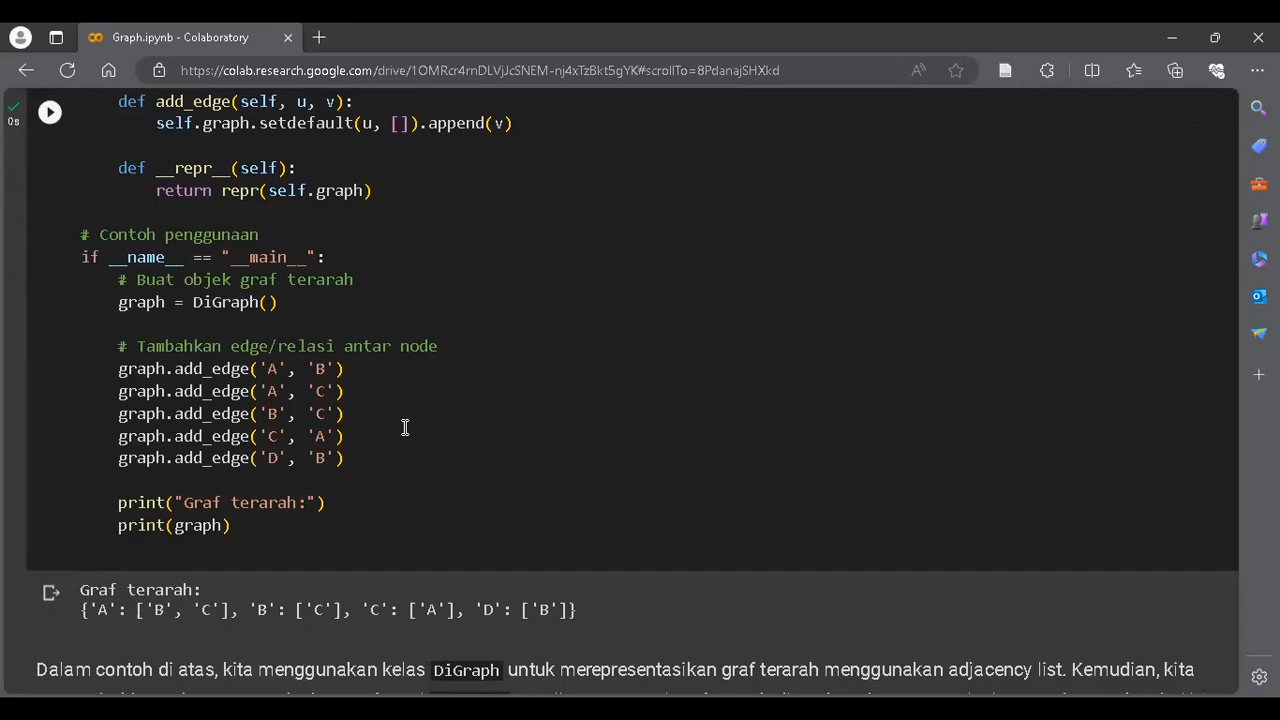 Graph.ipynb - Colaboratory
https://colab.research.google.com/drive/1OMRcr4rnDLVjJcSNEM-nj4xTzBkt5gYK#scrollTo=8PdanajSHXkd
0s
def add_edge(self, u, v):
self.graph.setdefault(u, []).append(v)
def __repr__(self):
return repr(self.graph)
# Contoh penggunaan
if __name__ == "__main__":
# Buat objek graf terarah
graph = DiGraph()
# Tambahkan edge/relasi antar node
graph.add_edge('A', 'B')
graph.add_edge('A', 'C')
graph.add_edge('B', 'C')
graph.add_edge('C', 'A')
graph.add_edge('D', 'B')
print("Graf terarah:")
print(graph)
Graf terarah:
{'A': ['B', 'C'], 'B': ['C'], 'C': ['A'], 'D': ['B']}
Dalam contoh di atas, kita menggunakan kelas DiGraph untuk merepresentasikan graf terarah menggunakan adjacency list. Kemudian, kita